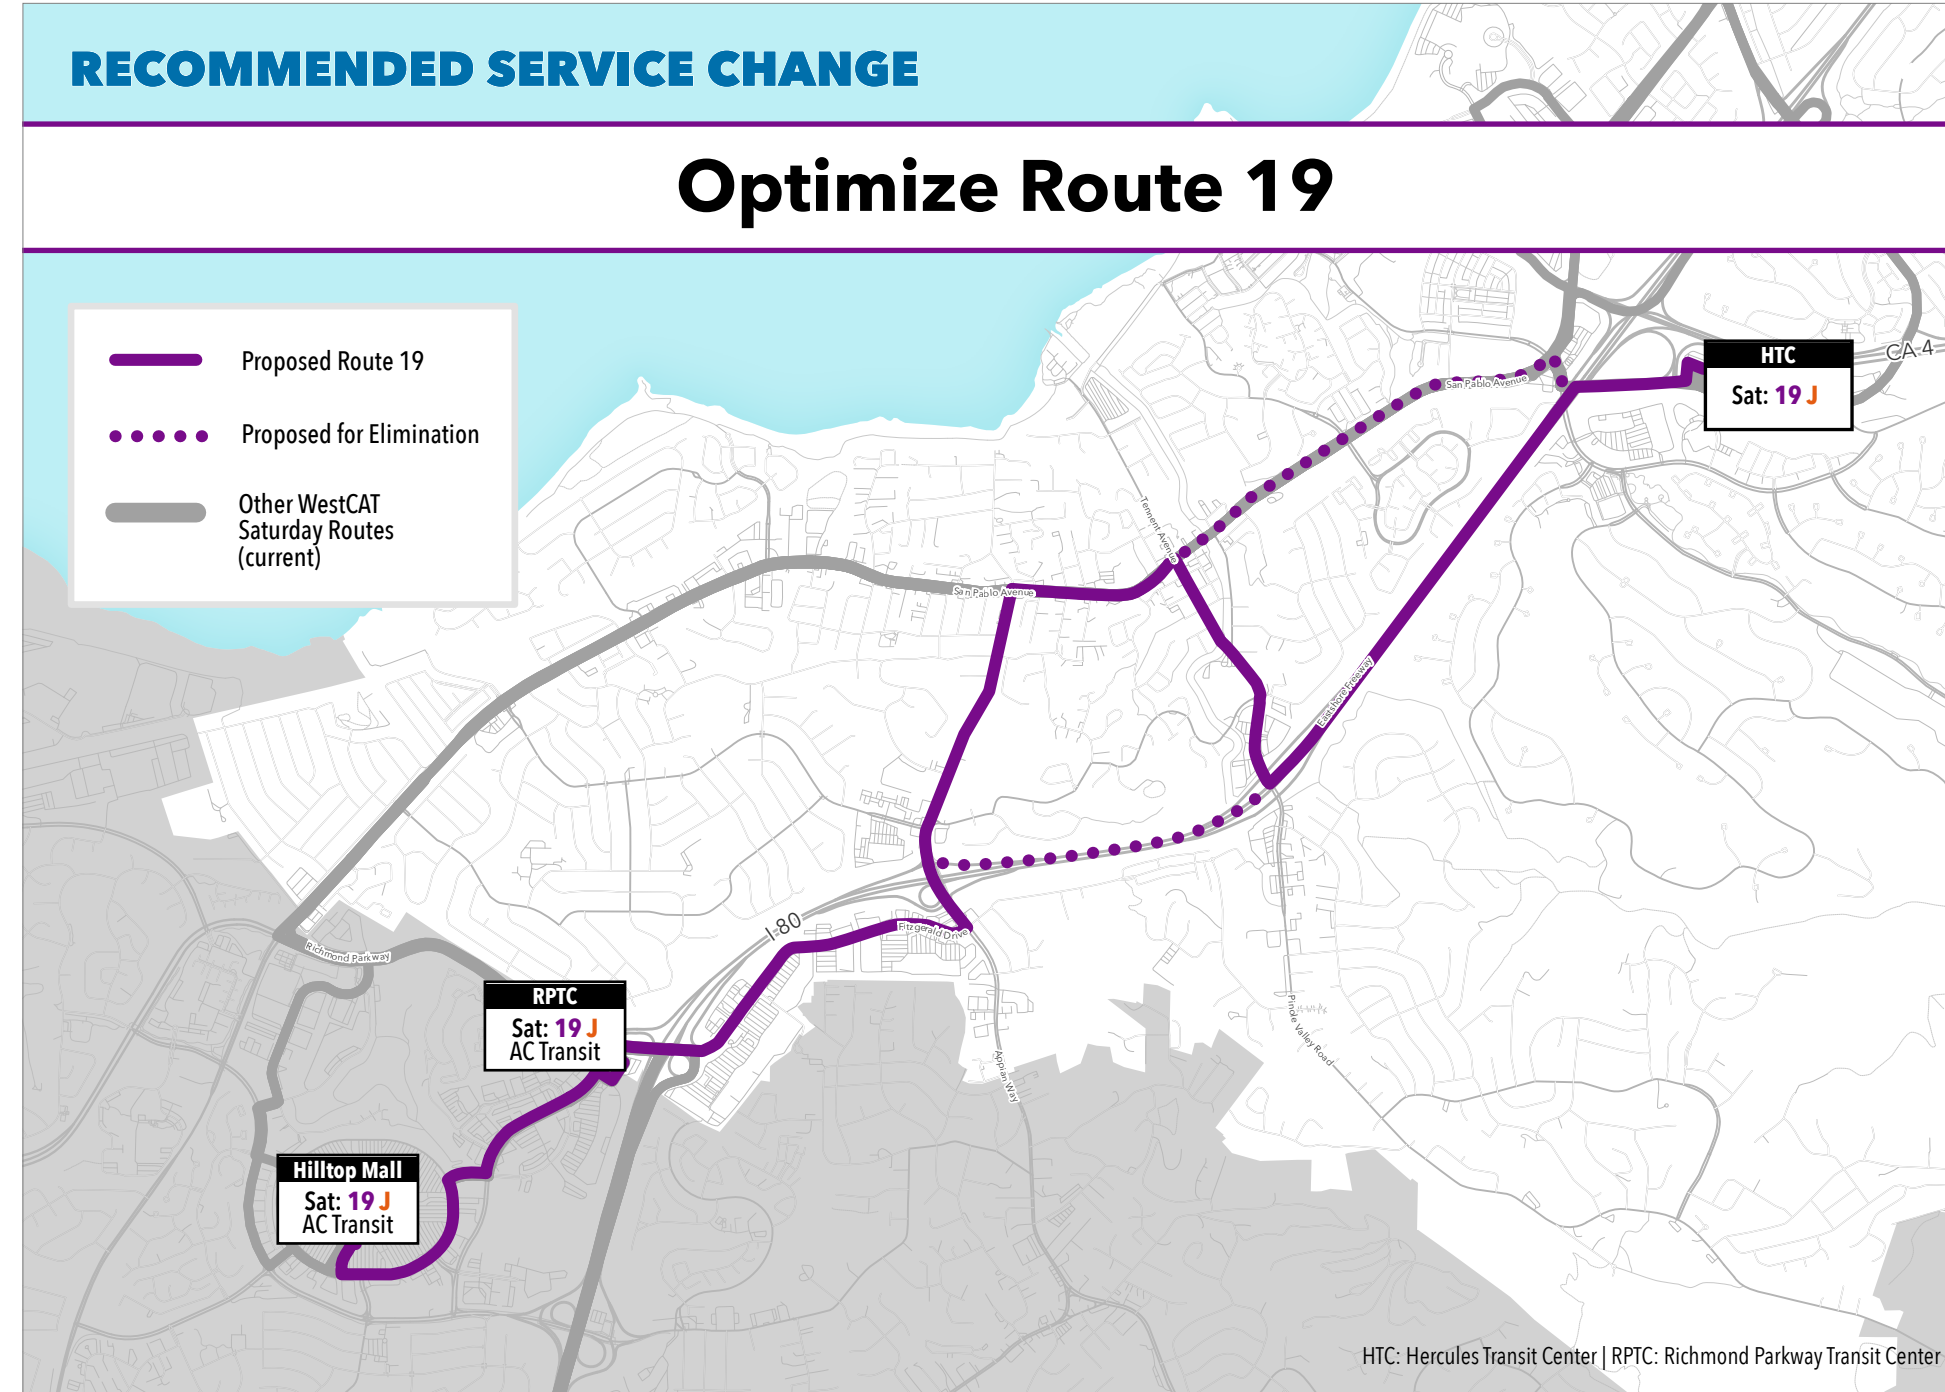 RECOMMENDED SERVICE CHANGE
Optimize Route 19
Proposed Route 19
Proposed for Elimination
Other WestCAT
Saturday Routes
(current)
CA 4
HTC
Sat: 19 J
San Pablo Avenue
Tennent Avenue
San Pablo Avenue
Eastshore Freeway
I-80
Fitzgerald Drive
Richmond Parkway
RPTC
Sat: 19 J
AC Transit
Pinole Valley Road
Appian Way
Hilltop Mall
Sat: 19 J
AC Transit
HTC: Hercules Transit Center | RPTC: Richmond Parkway Transit Center